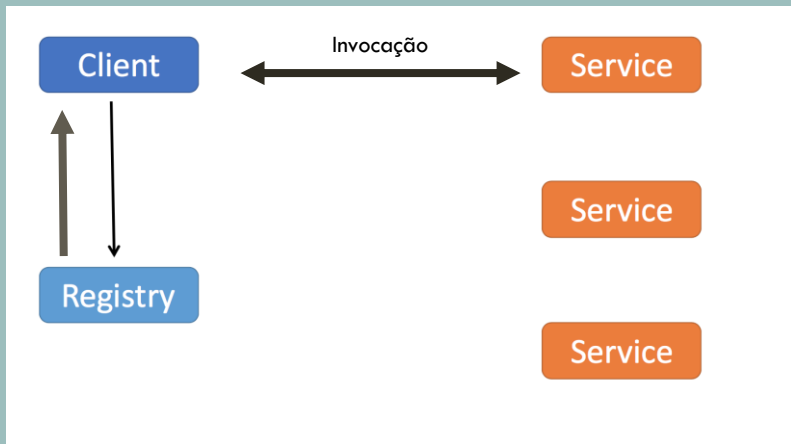 Client
Invocação
Service
Service
Registry
Service